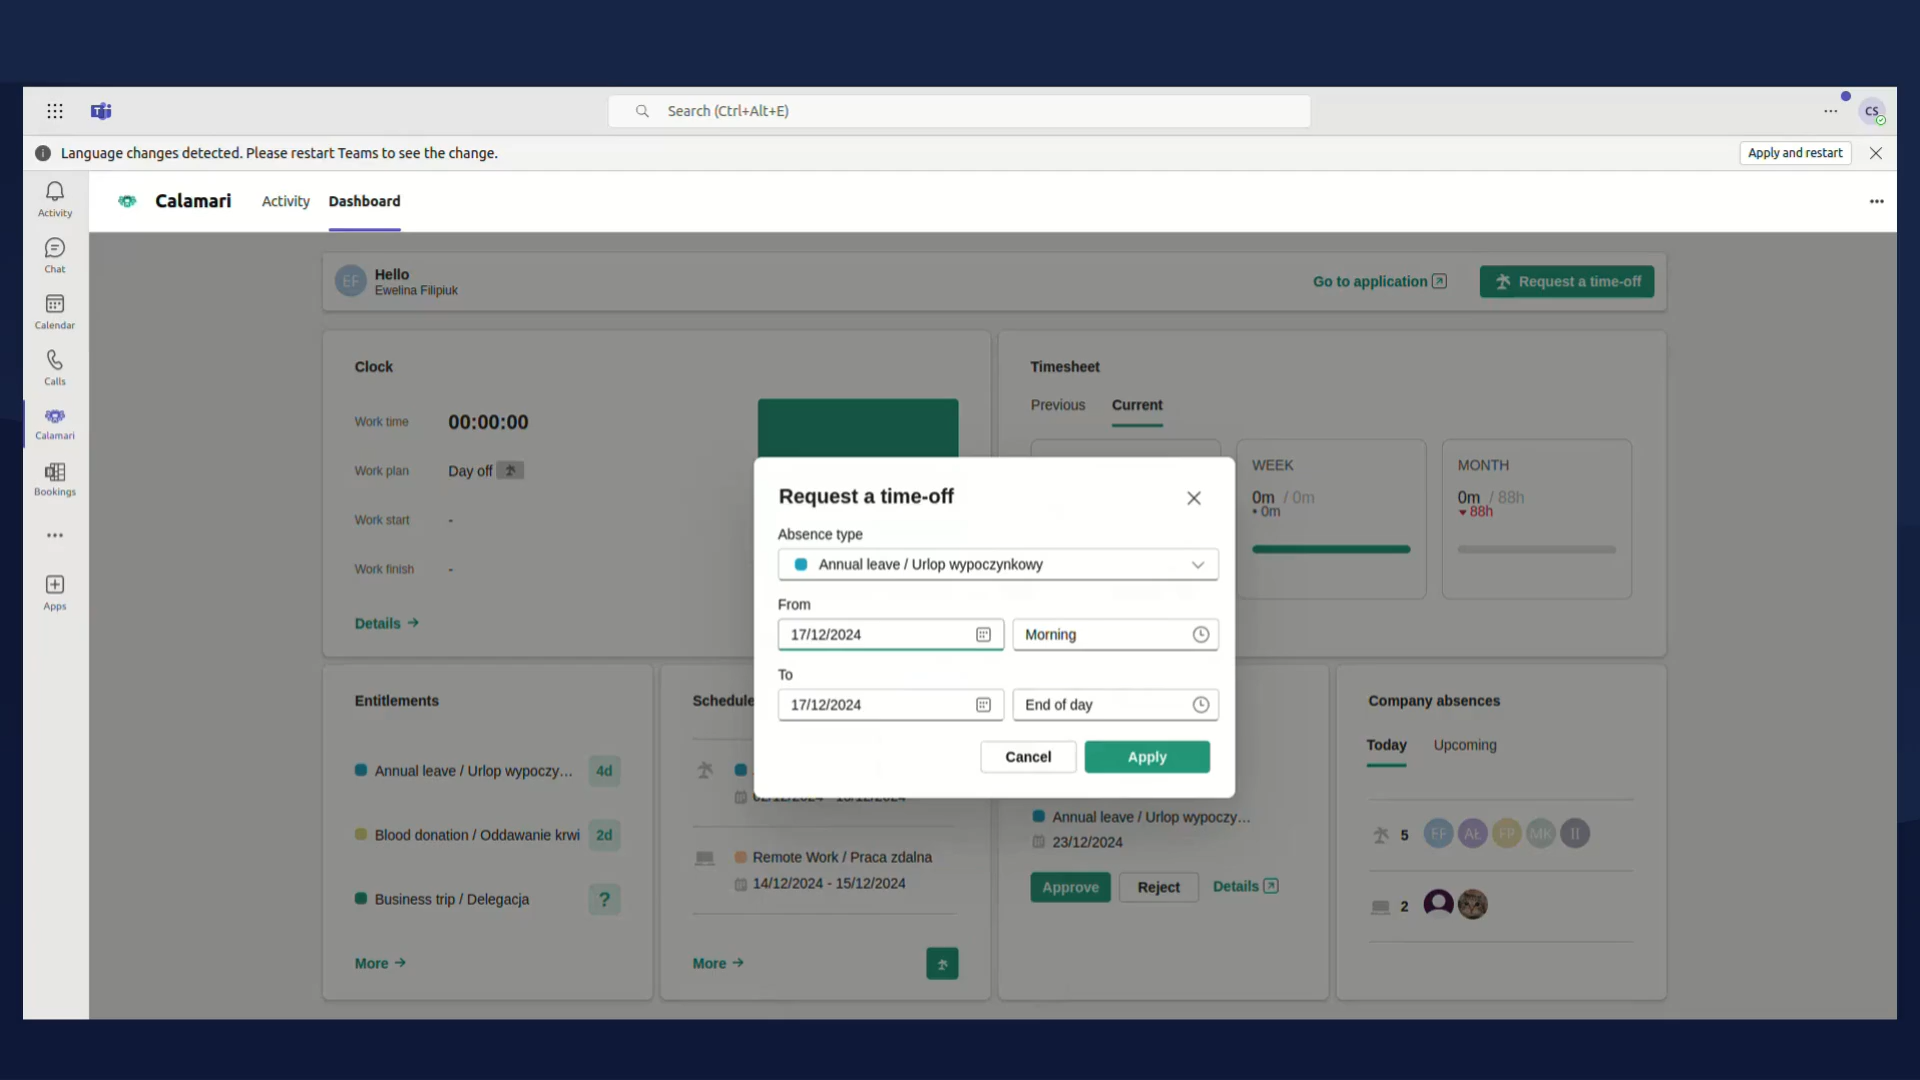 Search (Ctrl+Alt+E)
CS
Language changes detected. Please restart Teams to see the change.
Apply and restart
Activity
Chat
Calendar
Calls
Calamari
Bookings
Apps
Calamari
Activity
Dashboard
EF
Hello
Ewelina Filipiuk
Go to application
Request a time-off
Clock
Work time
00:00:00
Work plan
Day off
Work start
-
Work finish
-
Details
Timesheet
Previous
Current
WEEK
0m / 0m
• 0m
MONTH
0m / 88h
88h
Request a time-off
Absence type
Annual leave / Urlop wypoczynkowy
From
17/12/2024
Morning
To
17/12/2024
End of day
Cancel
Apply
Entitlements
Annual leave / Urlop wypoczy...
4d
Blood donation / Oddawanie krwi
2d
Business trip / Delegacja
?
More
Schedule
Remote Work / Praca zdalna
14/12/2024 - 15/12/2024
More
Annual leave / Urlop wypoczy...
23/12/2024
Approve
Reject
Details
Company absences
Today
Upcoming
5
EF
AŁ
FP
MK
II
2